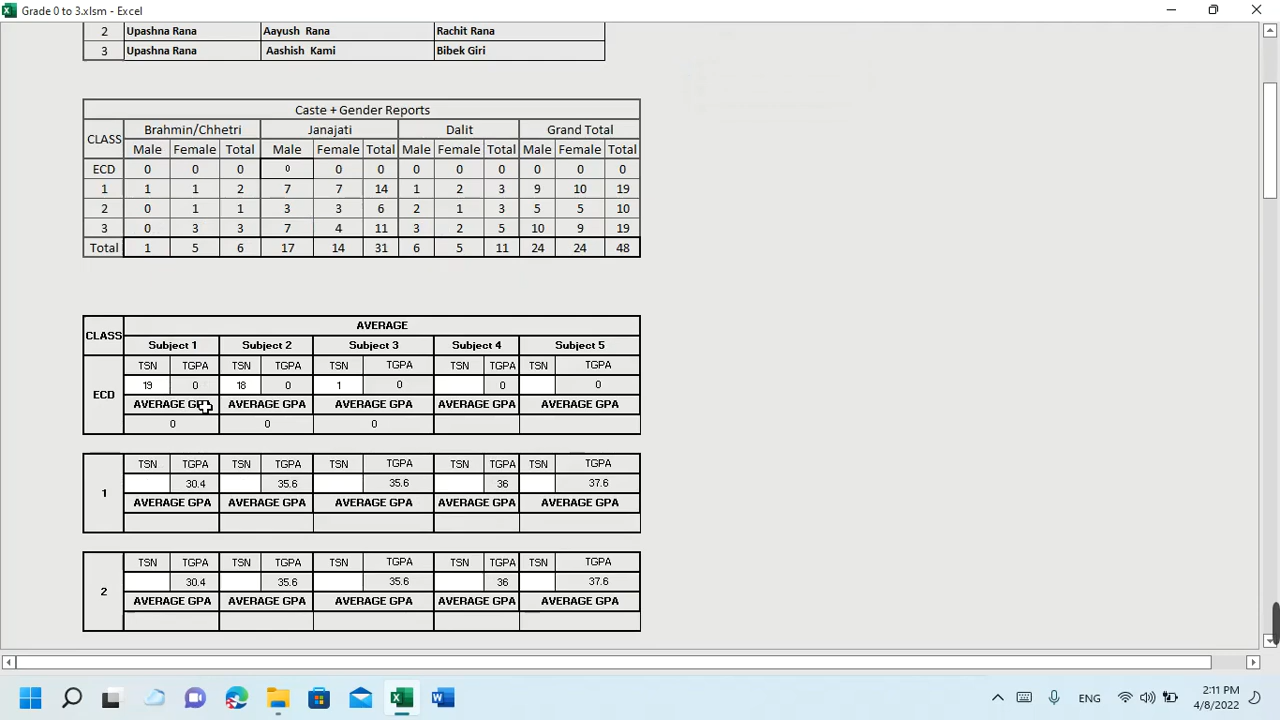 Grade 0 to 3.xlsm - Excel
2 Upashna Rana Aayush Rana Rachit Rana
3 Upashna Rana Aashish Kami Bibek Giri
Caste + Gender Reports
CLASS Brahmin/Chhetri Janajati Dalit Grand Total
Male Female Total Male Female Total Male Female Total Male Female Total
ECD 0 0 0 0 0 0 0 0 0 0 0 0
1 1 1 2 7 7 14 1 2 3 9 10 19
2 0 1 1 3 3 6 2 1 3 5 5 10
3 0 3 3 7 4 11 3 2 5 10 9 19
Total 1 5 6 17 14 31 6 5 11 24 24 48
CLASS AVERAGE
Subject 1 Subject 2 Subject 3 Subject 4 Subject 5
ECD TSN TGPA TSN TGPA TSN TGPA TSN TGPA TSN TGPA
19 0 18 0 1 0 0 0
AVERAGE GPA AVERAGE GPA AVERAGE GPA AVERAGE GPA AVERAGE GPA
0 0 0
1 TSN TGPA TSN TGPA TSN TGPA TSN TGPA TSN TGPA
30.4 35.6 35.6 36 37.6
AVERAGE GPA AVERAGE GPA AVERAGE GPA AVERAGE GPA AVERAGE GPA
2 TSN TGPA TSN TGPA TSN TGPA TSN TGPA TSN TGPA
30.4 35.6 35.6 36 37.6
AVERAGE GPA AVERAGE GPA AVERAGE GPA AVERAGE GPA AVERAGE GPA
ENG 2:11 PM
4/8/2022